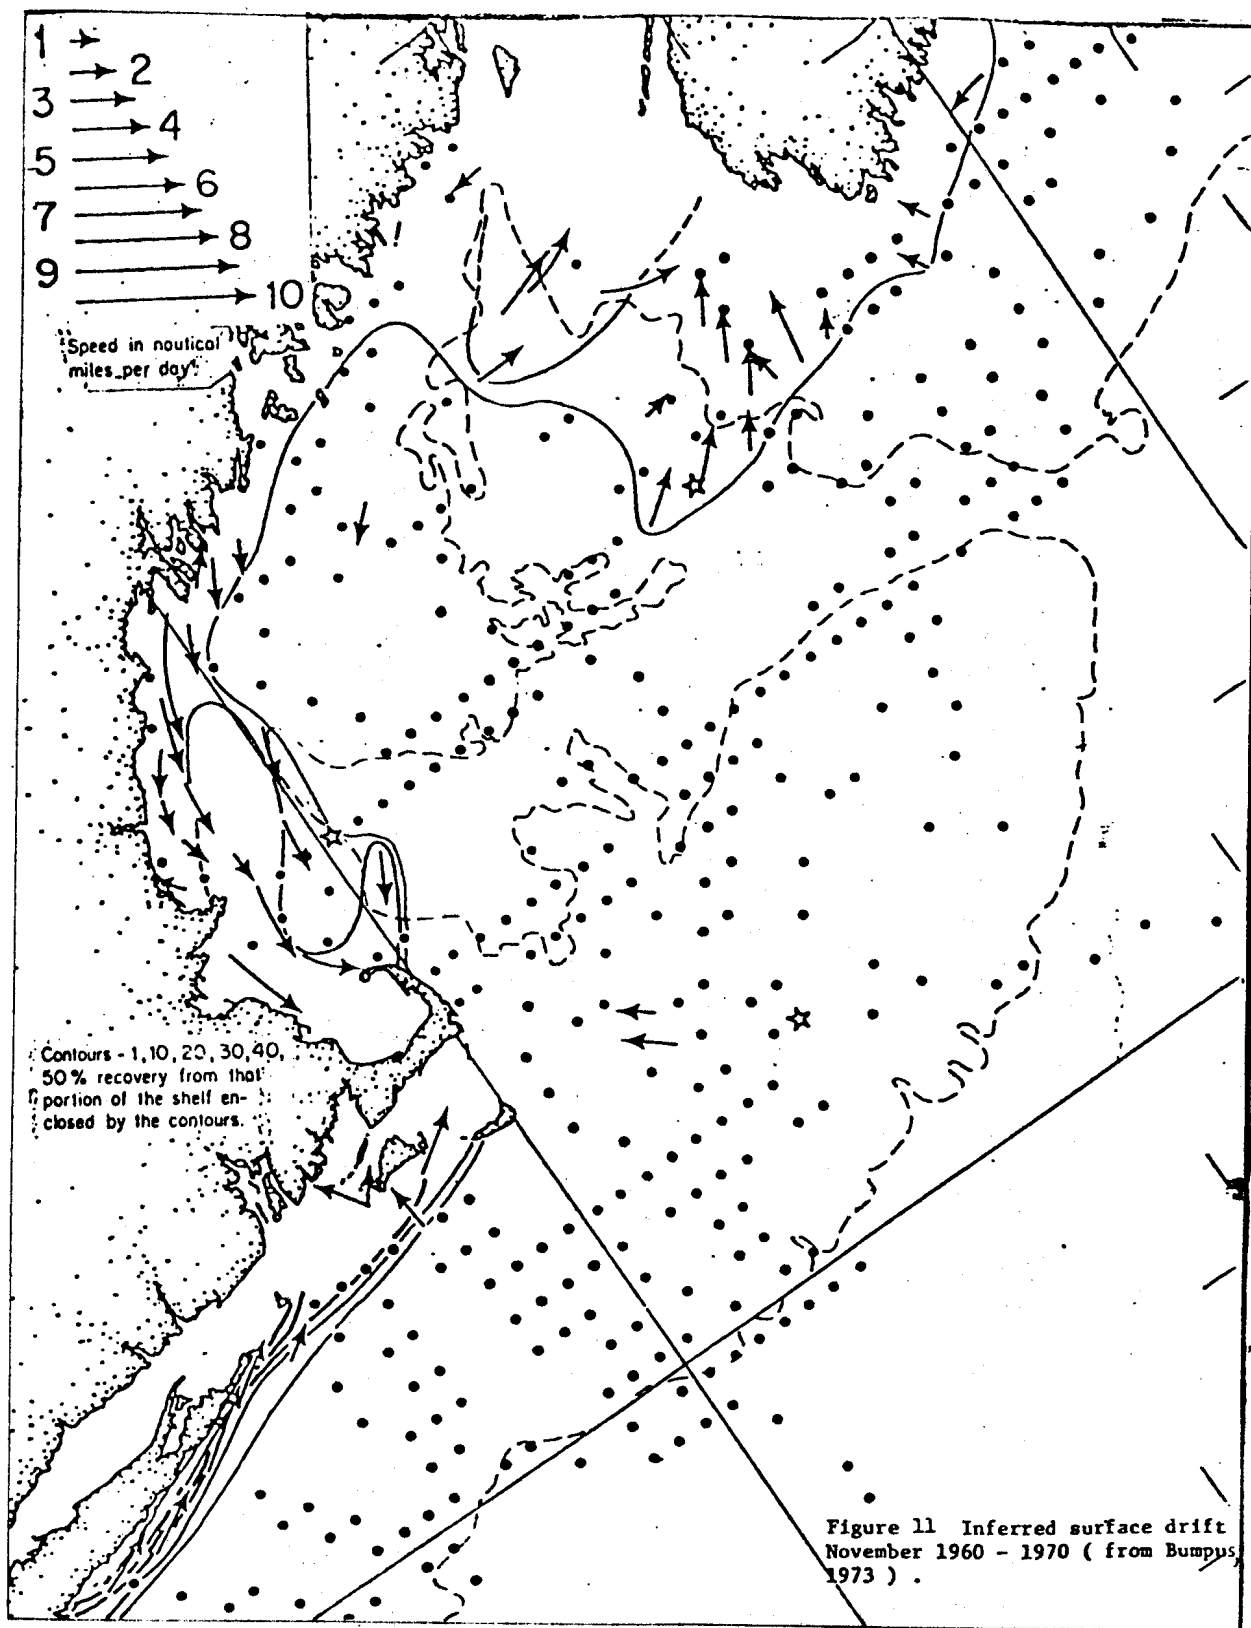 1
2
3
4
5
6
7
8
9
10
Speed in nautical
miles per day.
Contours - 1,10,20,30,40,
50% recovery from that
portion of the shelf en-
closed by the contours.
Figure 11 Inferred surface drift
November 1960 - 1970 ( from Bumpus,
1973 ) .